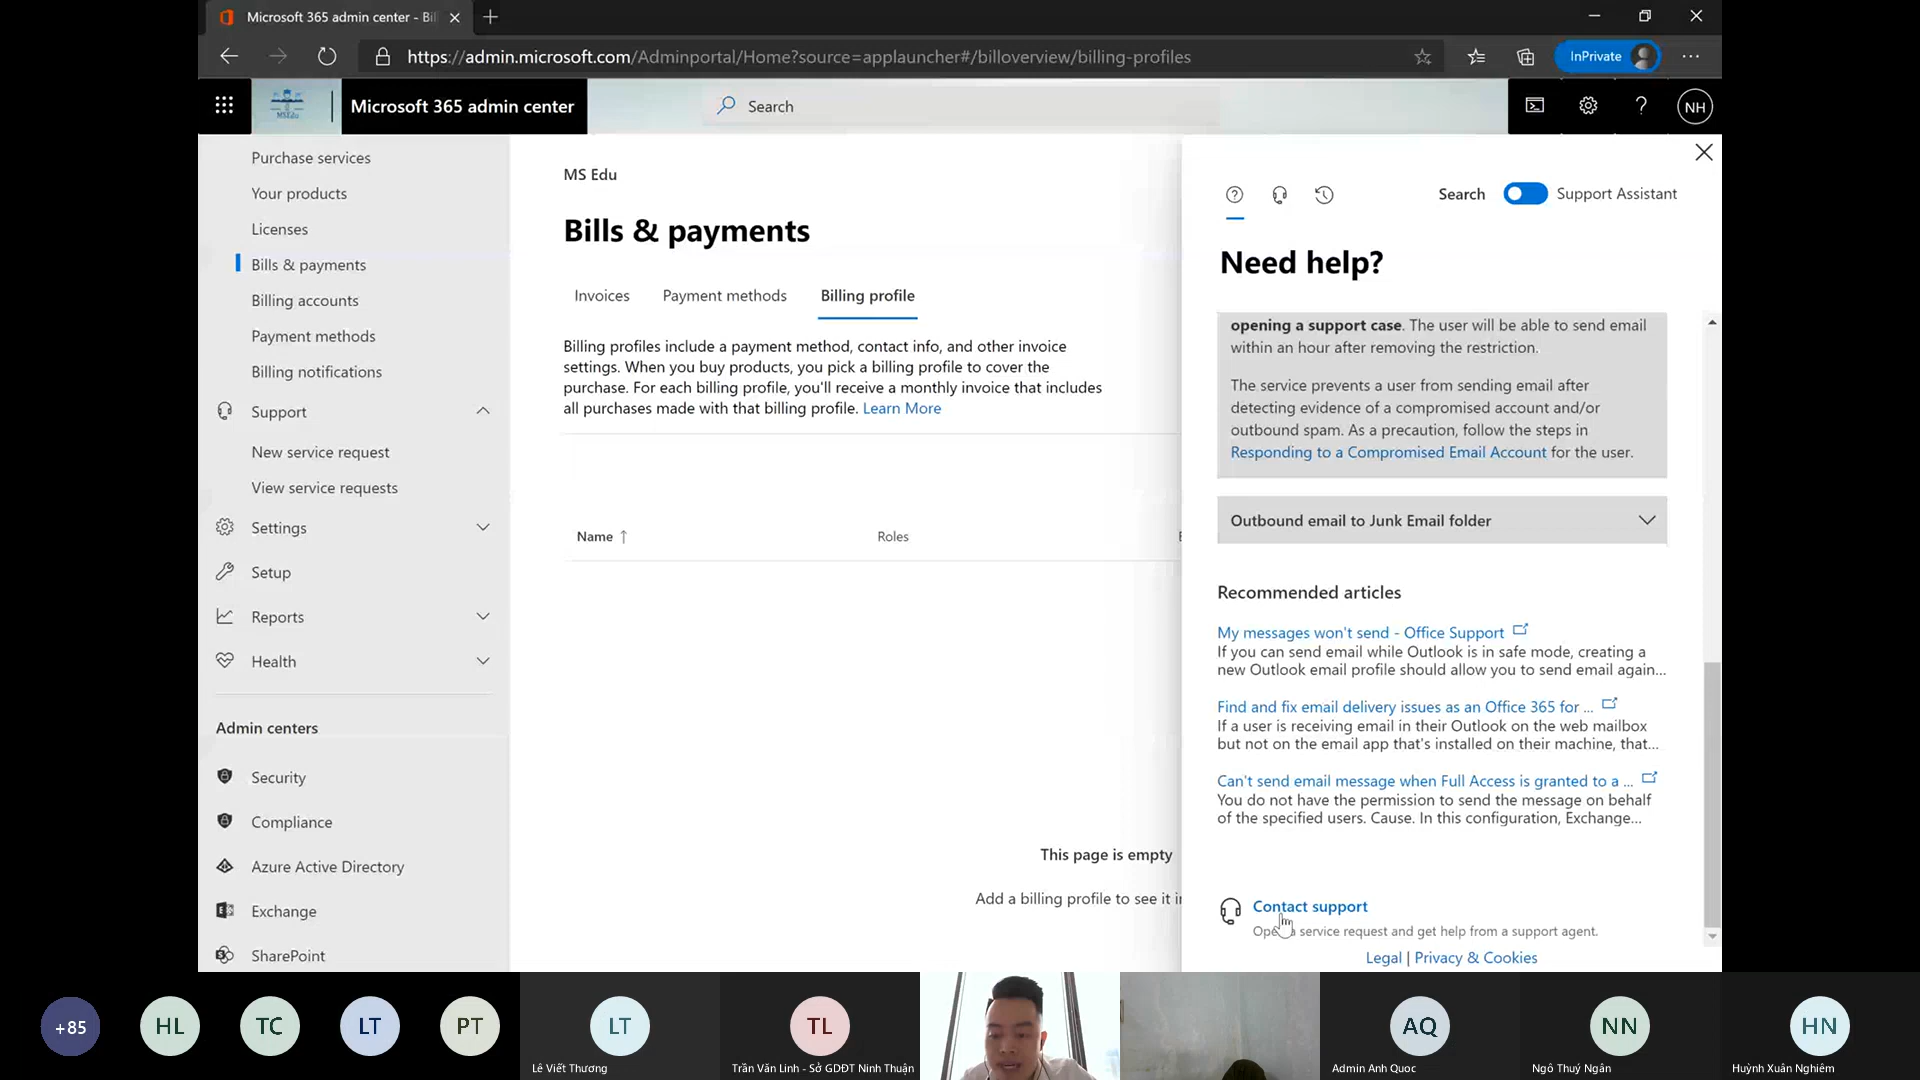 Microsoft 365 admin center - Bil
https://admin.microsoft.com/Adminportal/Home?source=applauncher#/billoverview/billing-profiles
InPrivate
MSEdu
Microsoft 365 admin center
Search
NH
Purchase services
Your products
Licenses
Bills & payments
Billing accounts
Payment methods
Billing notifications
Support
New service request
View service requests
Settings
Setup
Reports
Health
Admin centers
Security
Compliance
Azure Active Directory
Exchange
SharePoint
MS Edu
Bills & payments
Invoices
Payment methods
Billing profile
Billing profiles include a payment method, contact info, and other invoice
settings. When you buy products, you pick a billing profile to cover the
purchase. For each billing profile, you'll receive a monthly invoice that includes
all purchases made with that billing profile. Learn More
Name ↑
Roles
This page is empty
Add a billing profile to see it
Search
Support Assistant
Need help?
opening a support case. The user will be able to send email
within an hour after removing the restriction.
The service prevents a user from sending email after
detecting evidence of a compromised account and/or
outbound spam. As a precaution, follow the steps in
Responding to a Compromised Email Account for the user.
Outbound email to Junk Email folder
Recommended articles
My messages won't send - Office Support
If you can send email while Outlook is in safe mode, creating a
new Outlook email profile should allow you to send email again...
Find and fix email delivery issues as an Office 365 for ...
If a user is receiving email in their Outlook on the web mailbox
but not on the email app that's installed on their machine, that...
Can't send email message when Full Access is granted to a ...
You do not have the permission to send the message on behalf
of the specified users. Cause. In this configuration, Exchange...
Contact support
service request and get help from a support agent.
Legal | Privacy & Cookies
+85
HL
TC
LT
PT
LT
Lê Viết Thương
TL
Trần Văn Linh - Sở GDĐT Ninh Thuận
AQ
Admin Anh Quoc
NN
Ngô Thuý Ngân
HN
Huỳnh Xuân Nghiêm